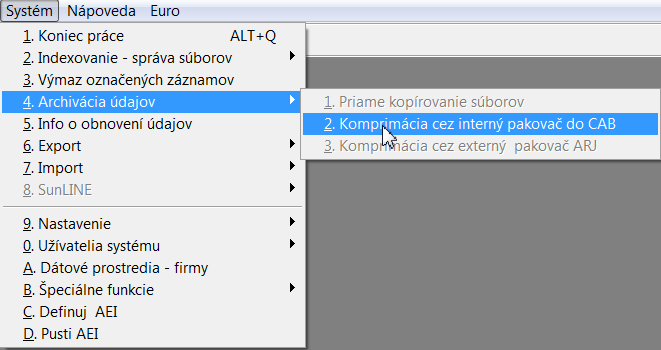 Systém Nápoveda Euro
1. Koniec práce ALT+Q
2. Indexovanie - správa súborov
3. Výmaz označených záznamov
4. Archivácia údajov
1. Priame kopírovanie súborov
2. Komprimácia cez interný pakovač do CAB
3. Komprimácia cez externý pakovač ARJ
5. Info o obnovení údajov
6. Export
7. Import
8. SunLINE
9. Nastavenie
0. Užívatelia systému
A. Dátové prostredia - firmy
B. Špeciálne funkcie
C. Definuj AEI
D. Pusti AEI